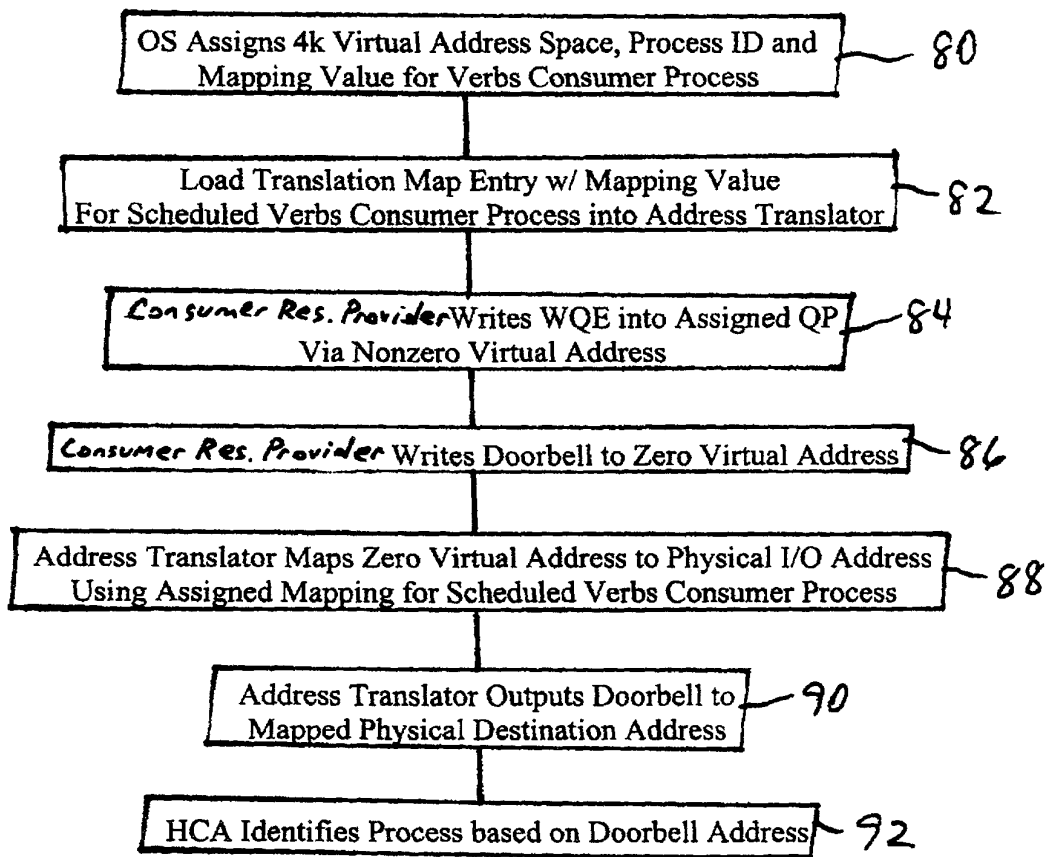 OS Assigns 4k Virtual Address Space, Process ID and
Mapping Value for Verbs Consumer Process
80
Load Translation Map Entry w/ Mapping Value
For Scheduled Verbs Consumer Process into Address Translator
82
Consumer Res. Provider Writes WQE into Assigned QP
Via Nonzero Virtual Address
84
Consumer Res. Provider Writes Doorbell to Zero Virtual Address
86
Address Translator Maps Zero Virtual Address to Physical I/O Address
Using Assigned Mapping for Scheduled Verbs Consumer Process
88
Address Translator Outputs Doorbell to
Mapped Physical Destination Address
90
HCA Identifies Process based on Doorbell Address
92